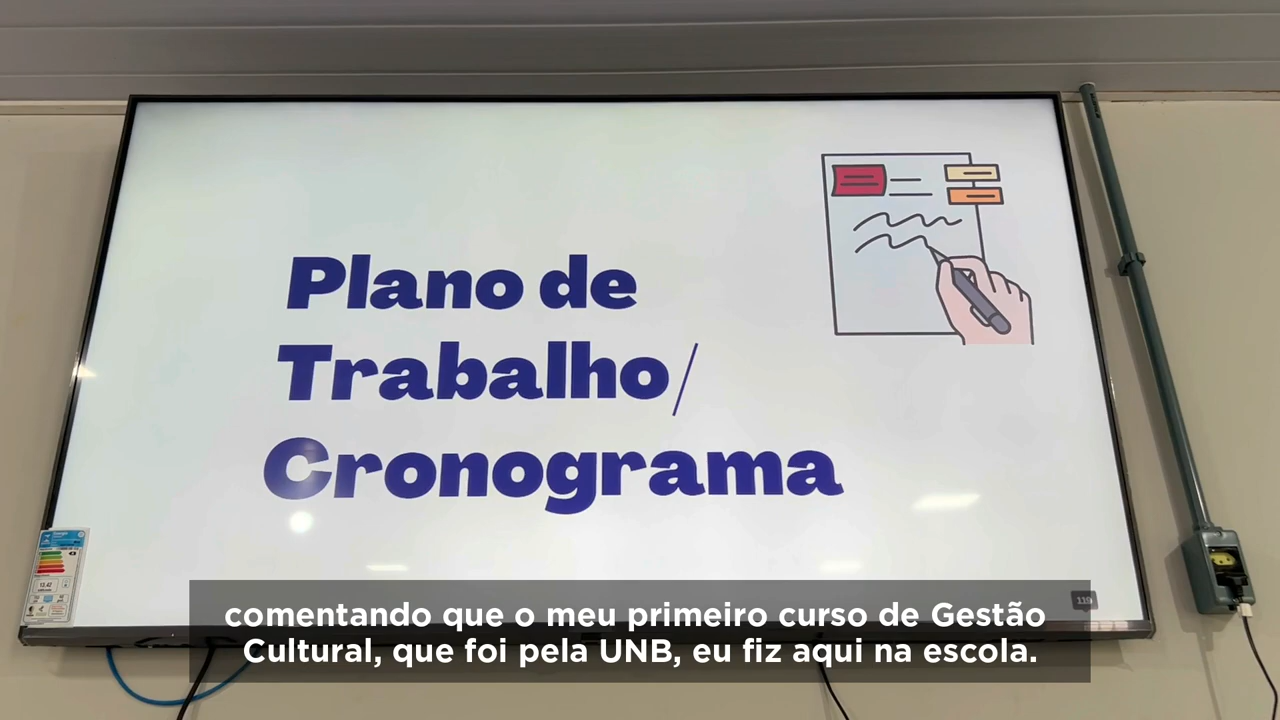 Plano de
Trabalho/
Cronograma
119
comentando que o meu primeiro curso de Gestão
Cultural, que foi pela UNB, eu fiz aqui na escola.